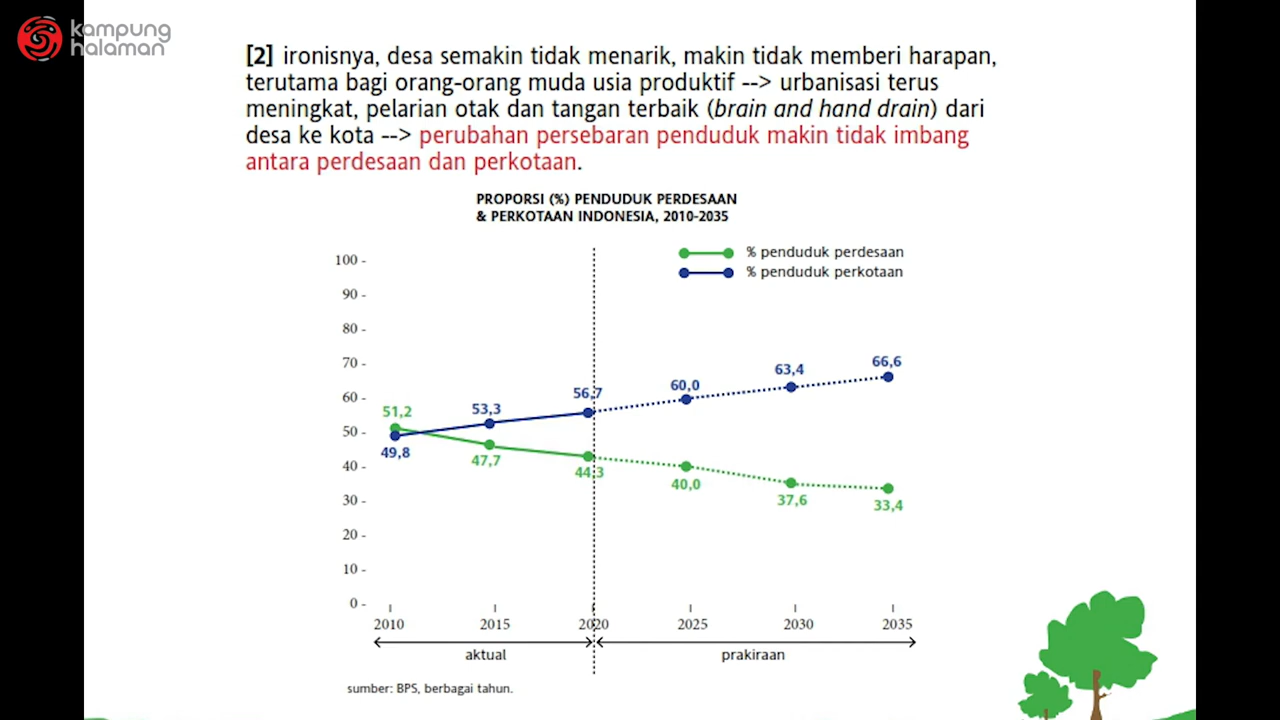 kampung
halaman
[2] ironisnya, desa semakin tidak menarik, makin tidak memberi harapan,
terutama bagi orang-orang muda usia produktif --> urbanisasi terus
meningkat, pelarian otak dan tangan terbaik (brain and hand drain) dari
desa ke kota --> perubahan persebaran penduduk makin tidak imbang
antara perdesaan dan perkotaan.
PROPORSI (%) PENDUDUK PERDESAAN
& PERKOTAAN INDONESIA, 2010-2035
% penduduk perdesaan
% penduduk perkotaan
100 -
90 -
80 -
70 -
60 -
50 -
40 -
30 -
20 -
10 -
0 -
51,2
49,8
53,3
47,7
56,7
44,3
60,0
40,0
63,4
37,6
66,6
33,4
2010 2015 2020 2025 2030 2035
aktual prakiraan
sumber: BPS, berbagai tahun.